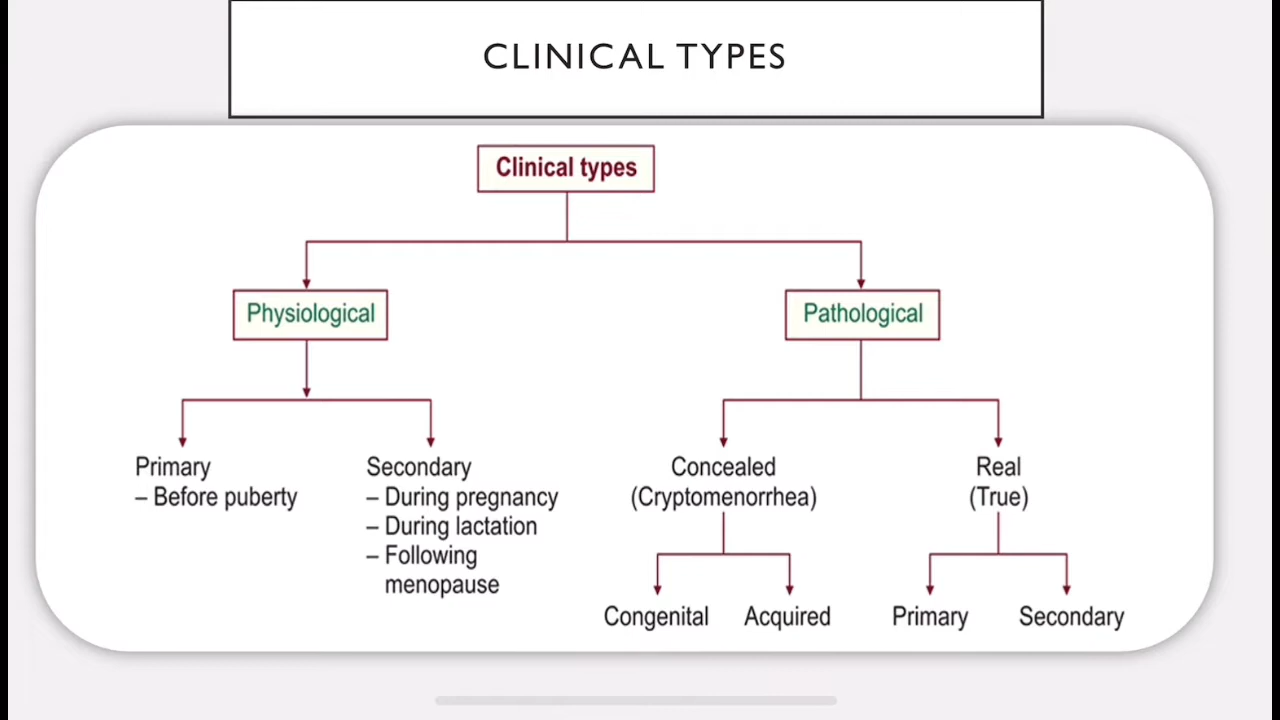 CLINICAL TYPES
Clinical types
Physiological
Pathological
Primary
– Before puberty
Secondary
– During pregnancy
– During lactation
– Following
menopause
Concealed
(Cryptomenorrhea)
Real
(True)
Congenital
Acquired
Primary
Secondary